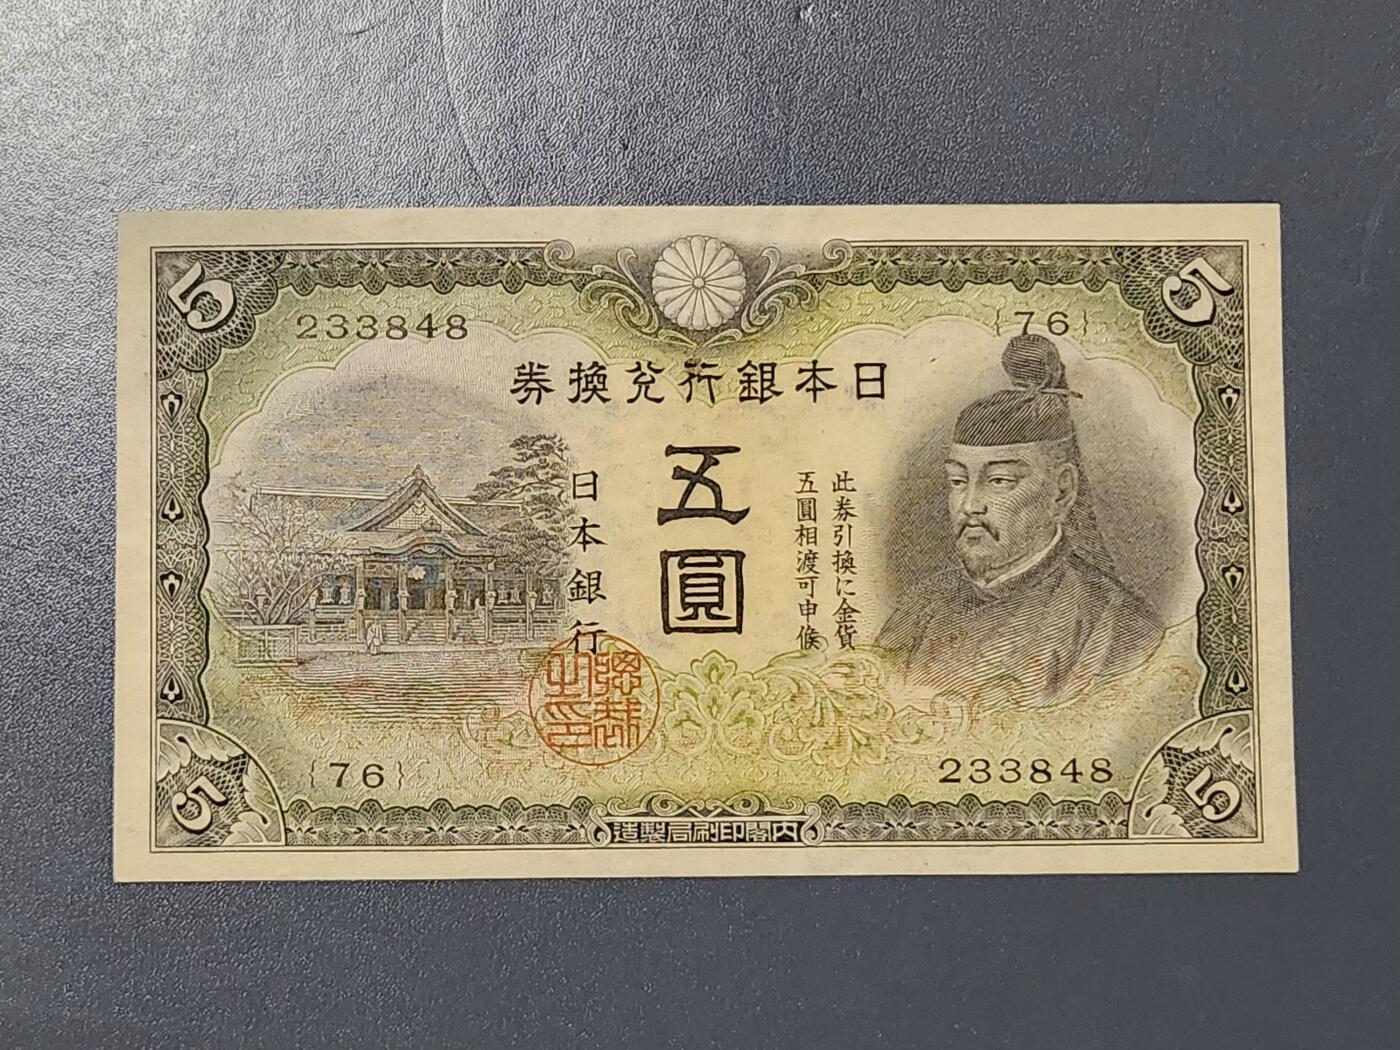 5
5
233848
{76}
日本銀行兌換券
五圓
此券引換に金貨
五圓相渡可申候
日本銀行
{76}
233848
5
5
内閣印刷局製造